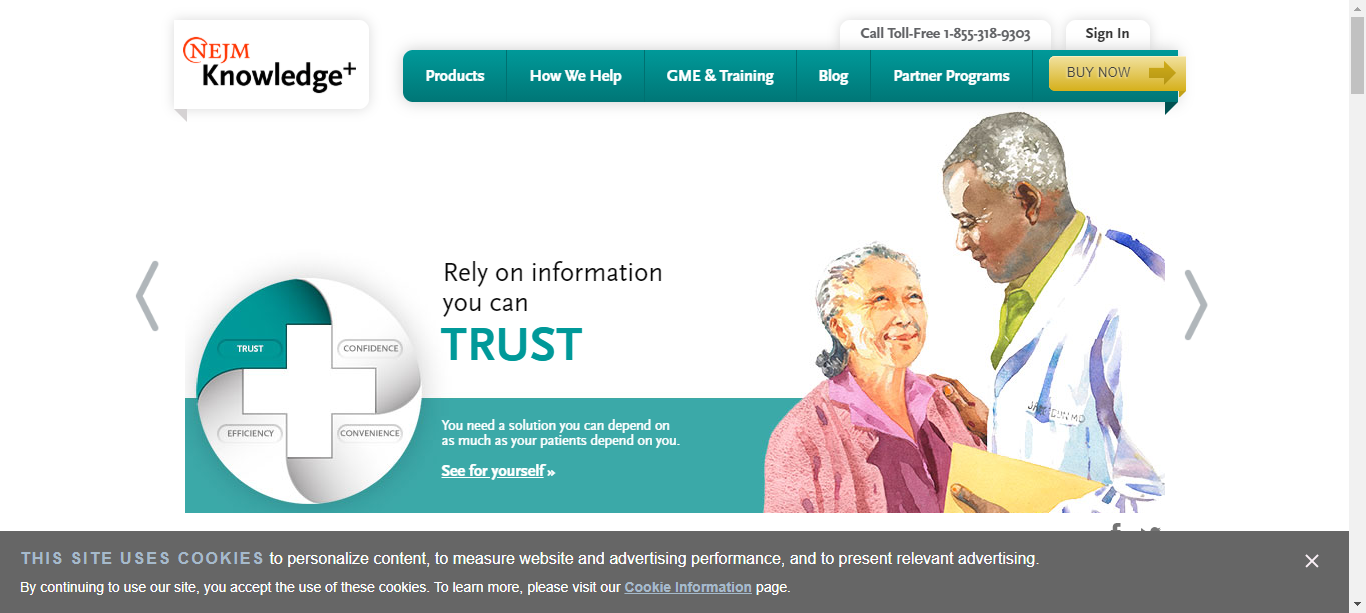 NEJM
Knowledge+
Call Toll-Free 1-855-318-9303
Sign In
Products
How We Help
GME & Training
Blog
Partner Programs
BUY NOW
Rely on information
you can
TRUST
TRUST
CONFIDENCE
EFFICIENCY
CONVENIENCE
You need a solution you can depend on
as much as your patients depend on you.
See for yourself »
THIS SITE USES COOKIES to personalize content, to measure website and advertising performance, and to present relevant advertising.
By continuing to use our site, you accept the use of these cookies. To learn more, please visit our Cookie Information page.